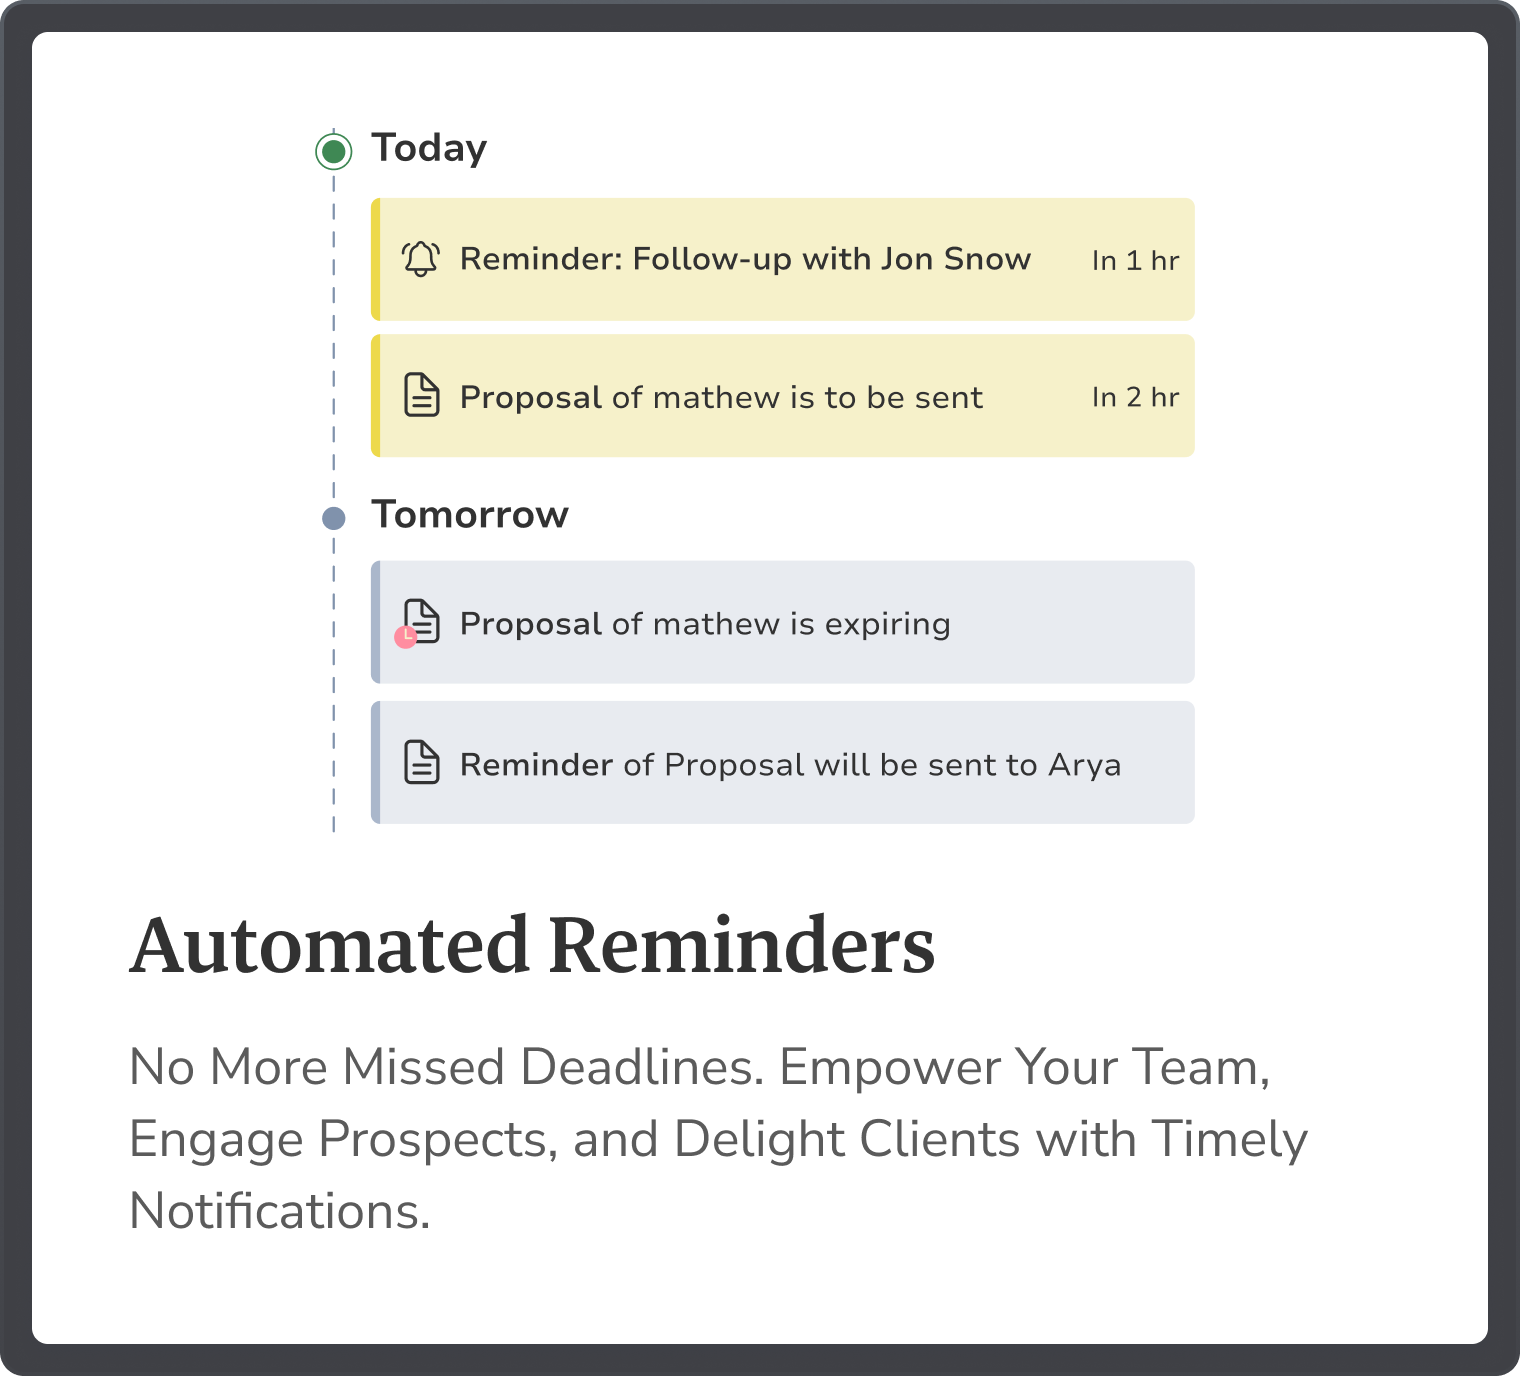 Today
Reminder: Follow-up with Jon Snow In 1 hr
Proposal of mathew is to be sent In 2 hr
Tomorrow
Proposal of mathew is expiring
Reminder of Proposal will be sent to Arya
Automated Reminders
No More Missed Deadlines. Empower Your Team,
Engage Prospects, and Delight Clients with Timely
Notifications.